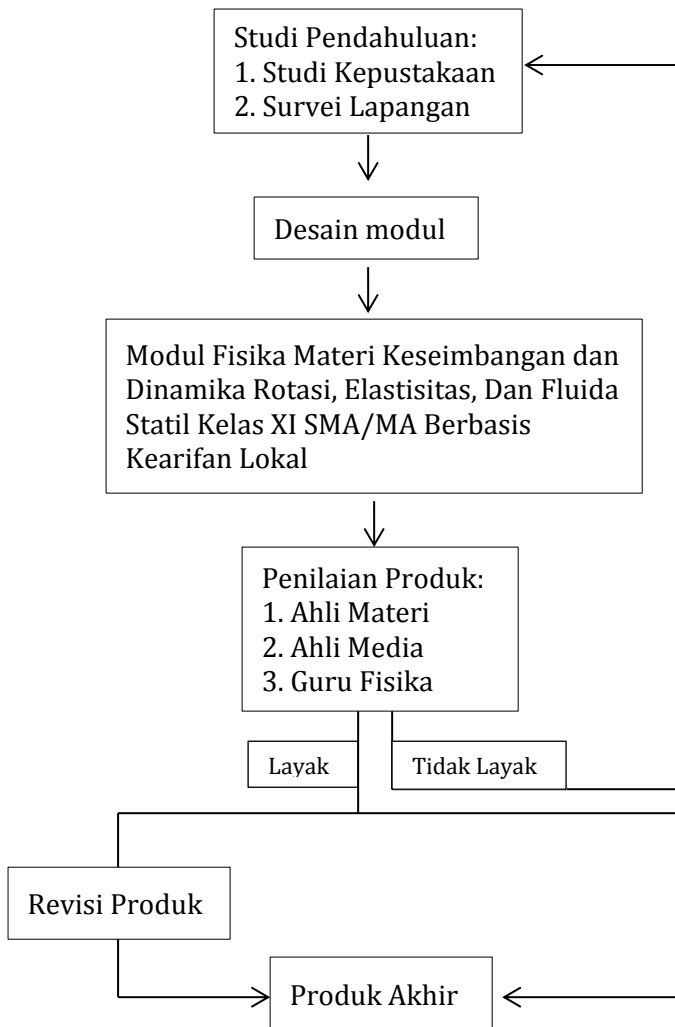 Studi Pendahuluan:
1. Studi Kepustakaan
2. Survei Lapangan
Desain modul
Modul Fisika Materi Keseimbangan dan
Dinamika Rotasi, Elastisitas, Dan Fluida
Statil Kelas XI SMA/MA Berbasis
Kearifan Lokal
Penilaian Produk:
1. Ahli Materi
2. Ahli Media
3. Guru Fisika
Layak
Tidak Layak
Revisi Produk
Produk Akhir